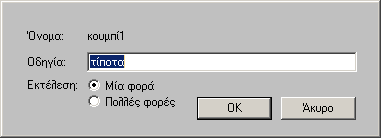 Όνομα: κουμπί1
Οδηγία: τίποτα
Εκτέλεση: Μία φορά
Πολλές φορές
OK Άκυρο